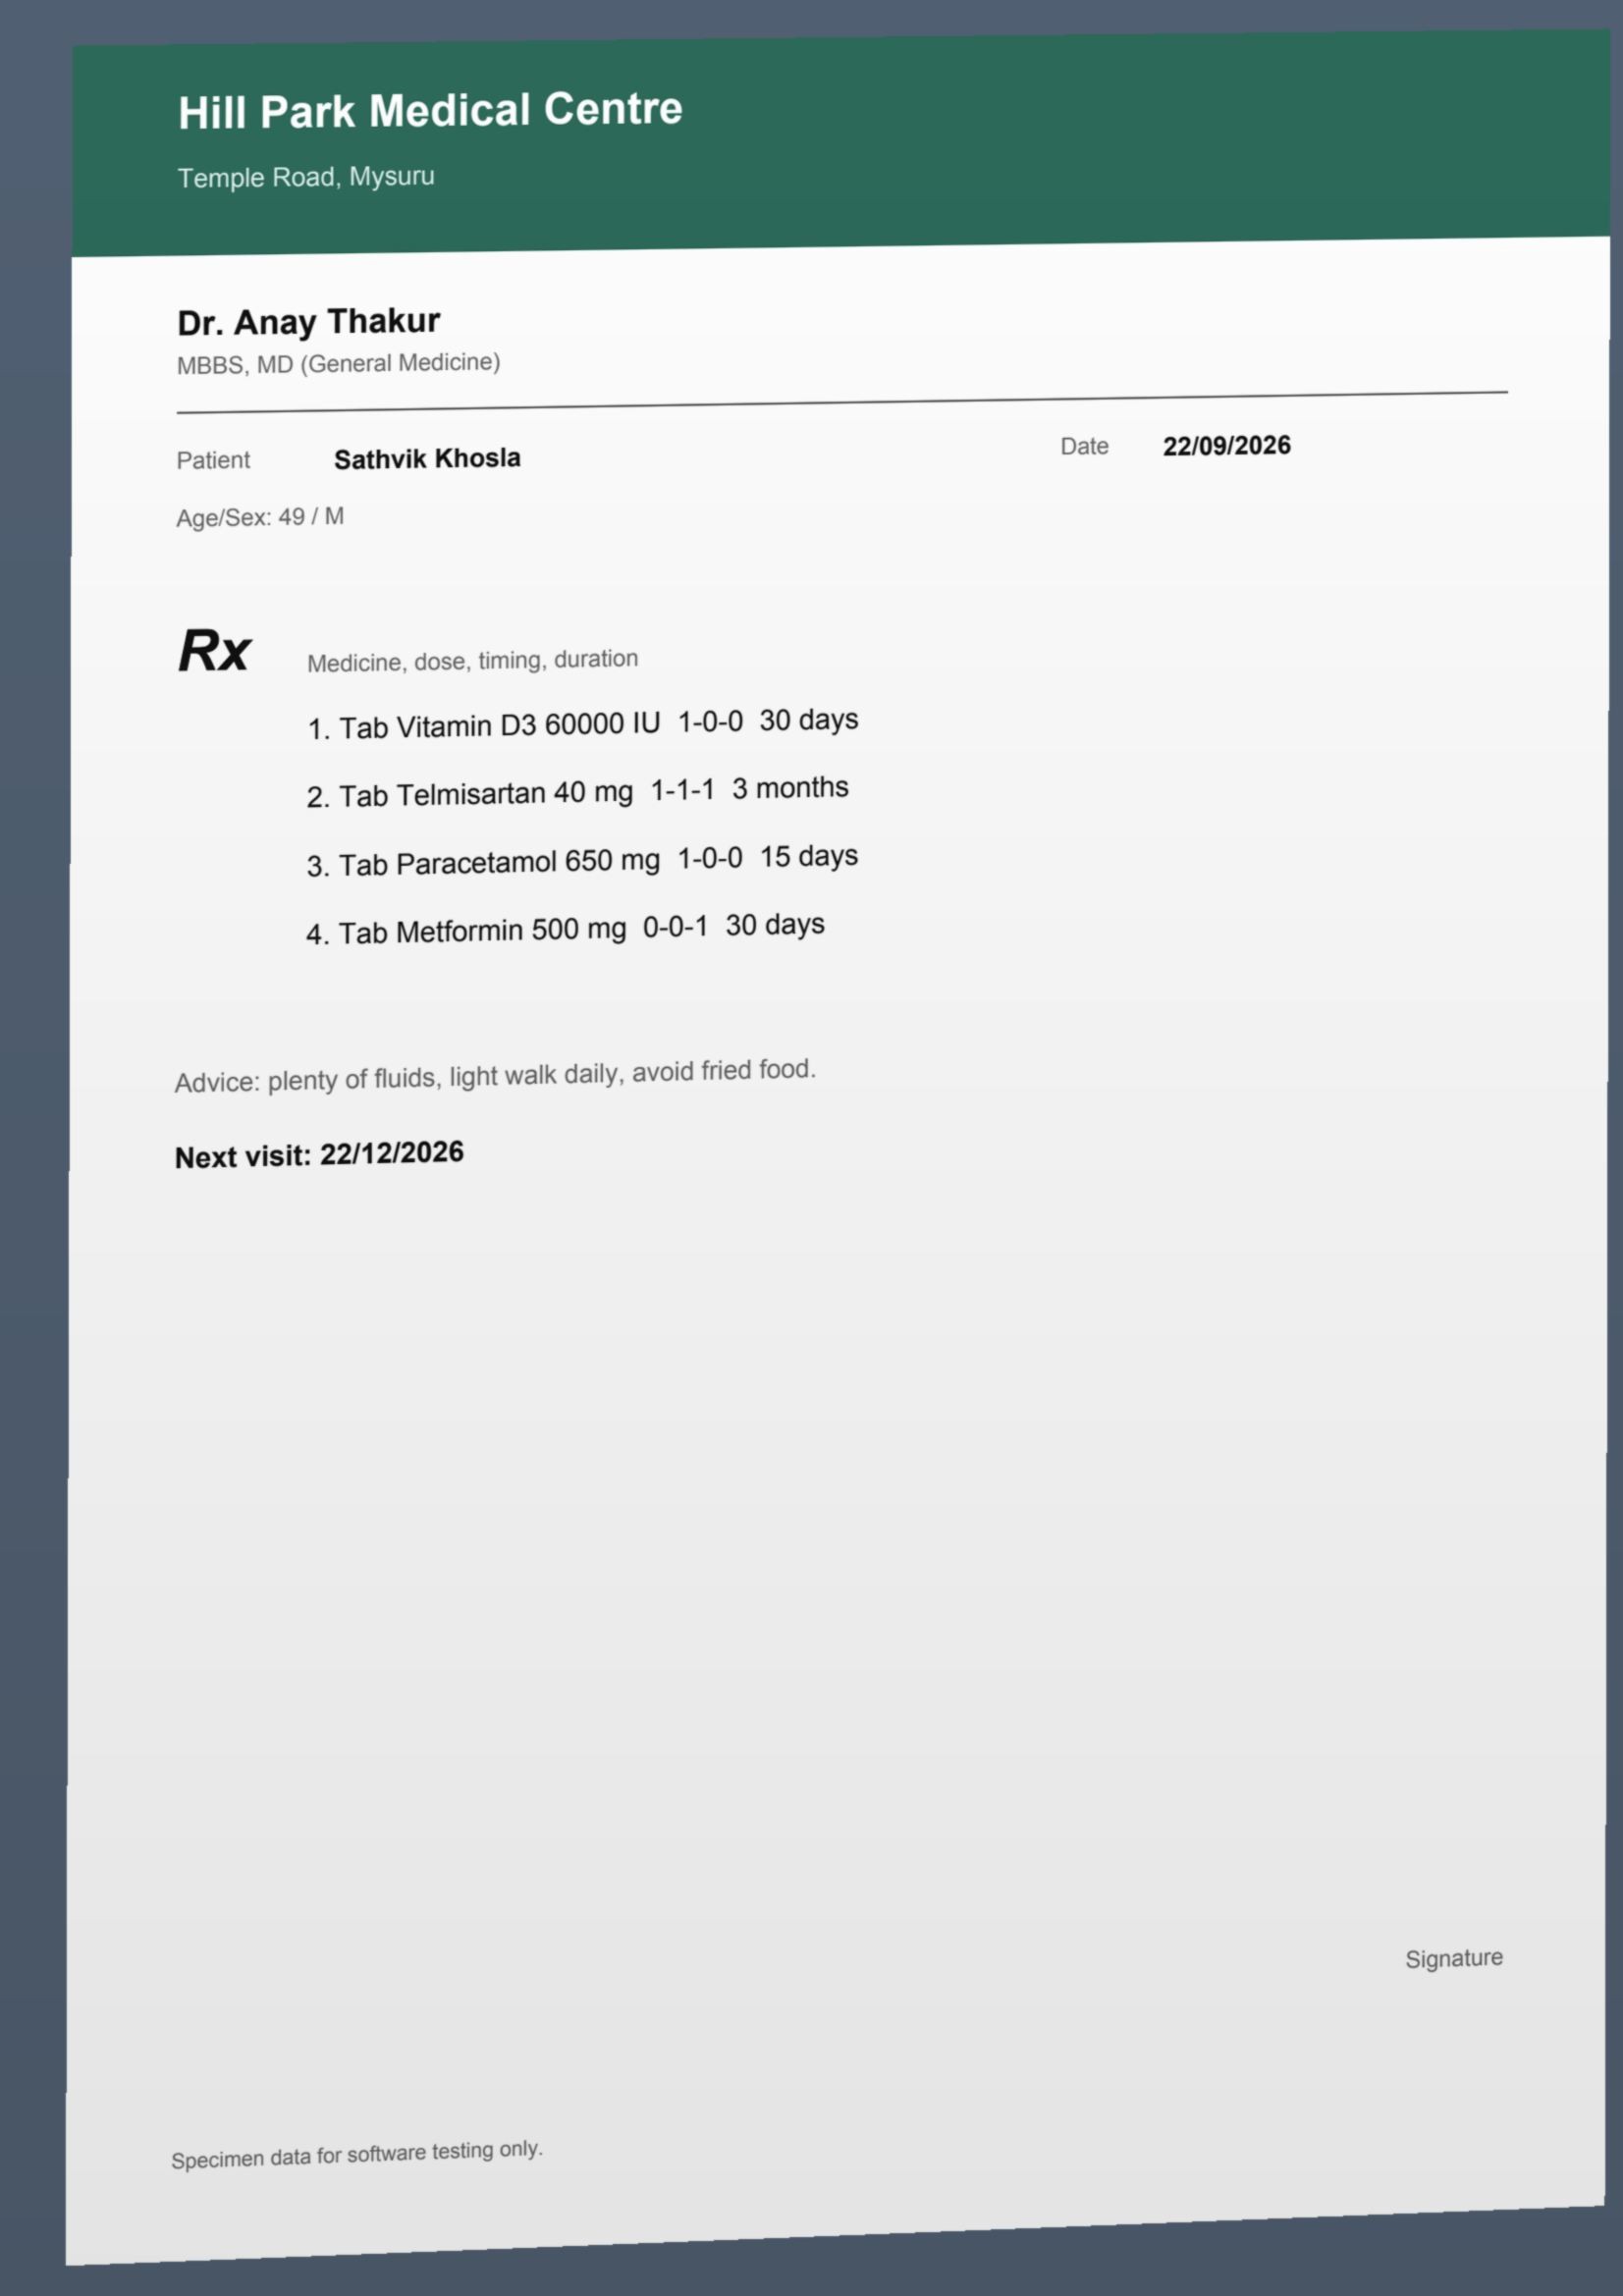 Hill Park Medical Centre
Temple Road, Mysuru
Dr. Anay Thakur
MBBS, MD (General Medicine)
Patient Sathvik Khosla Date 22/09/2026
Age/Sex: 49 / M
Rx Medicine, dose, timing, duration
1. Tab Vitamin D3 60000 IU 1-0-0 30 days
2. Tab Telmisartan 40 mg 1-1-1 3 months
3. Tab Paracetamol 650 mg 1-0-0 15 days
4. Tab Metformin 500 mg 0-0-1 30 days
Advice: plenty of fluids, light walk daily, avoid fried food.
Next visit: 22/12/2026
Signature
Specimen data for software testing only.